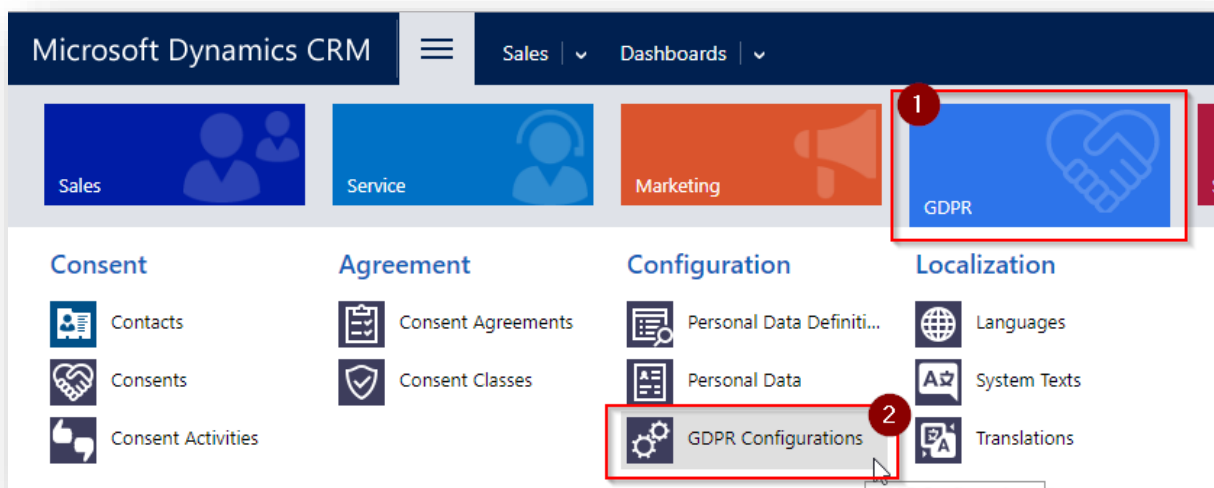 Microsoft Dynamics CRM Sales Dashboards
1
Sales Service Marketing GDPR
Consent Agreement Configuration Localization
Contacts Consent Agreements Personal Data Definiti... Languages
Consents Consent Classes Personal Data System Texts
2
Consent Activities GDPR Configurations Translations